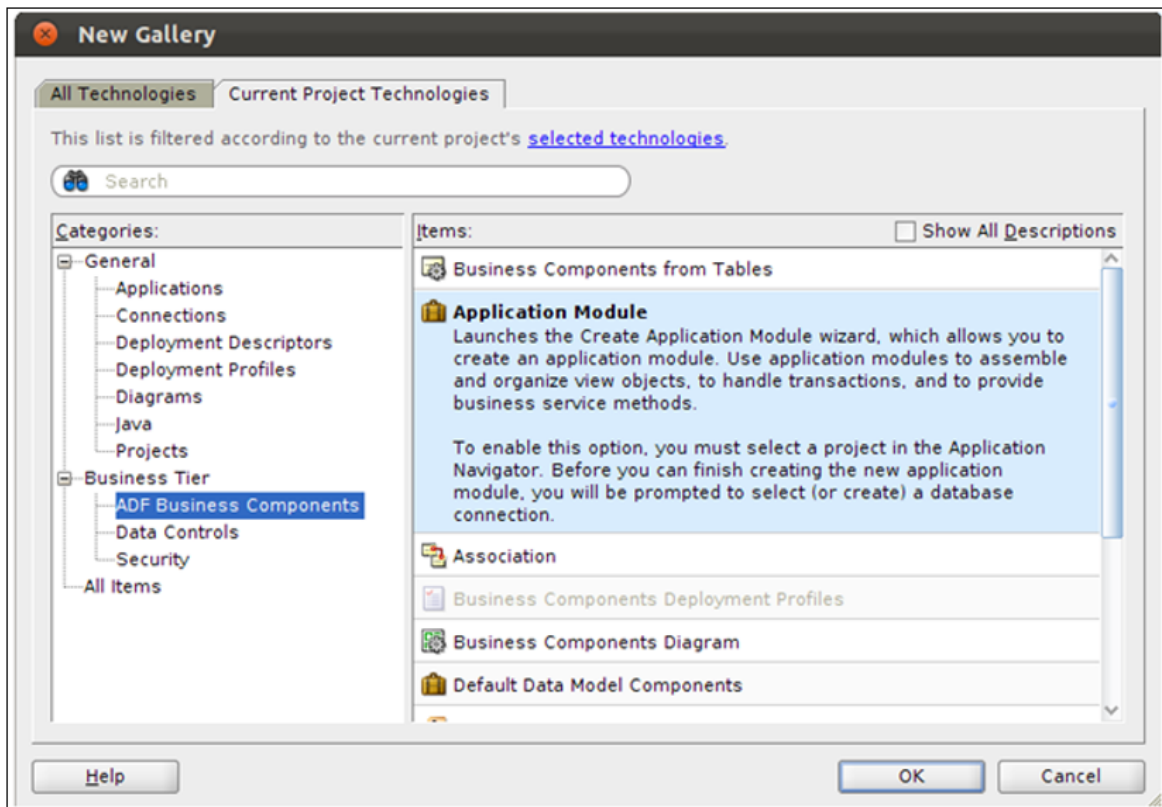 New Gallery
All Technologies
Current Project Technologies
This list is filtered according to the current project's selected technologies.
Search
Categories:
General
Applications
Connections
Deployment Descriptors
Deployment Profiles
Diagrams
Java
Projects
Business Tier
ADF Business Components
Data Controls
Security
All Items
Items:
Show All Descriptions
Business Components from Tables
Application Module
Launches the Create Application Module wizard, which allows you to
create an application module. Use application modules to assemble
and organize view objects, to handle transactions, and to provide
business service methods.
To enable this option, you must select a project in the Application
Navigator. Before you can finish creating the new application
module, you will be prompted to select (or create) a database
connection.
Association
Business Components Deployment Profiles
Business Components Diagram
Default Data Model Components
Help
OK
Cancel